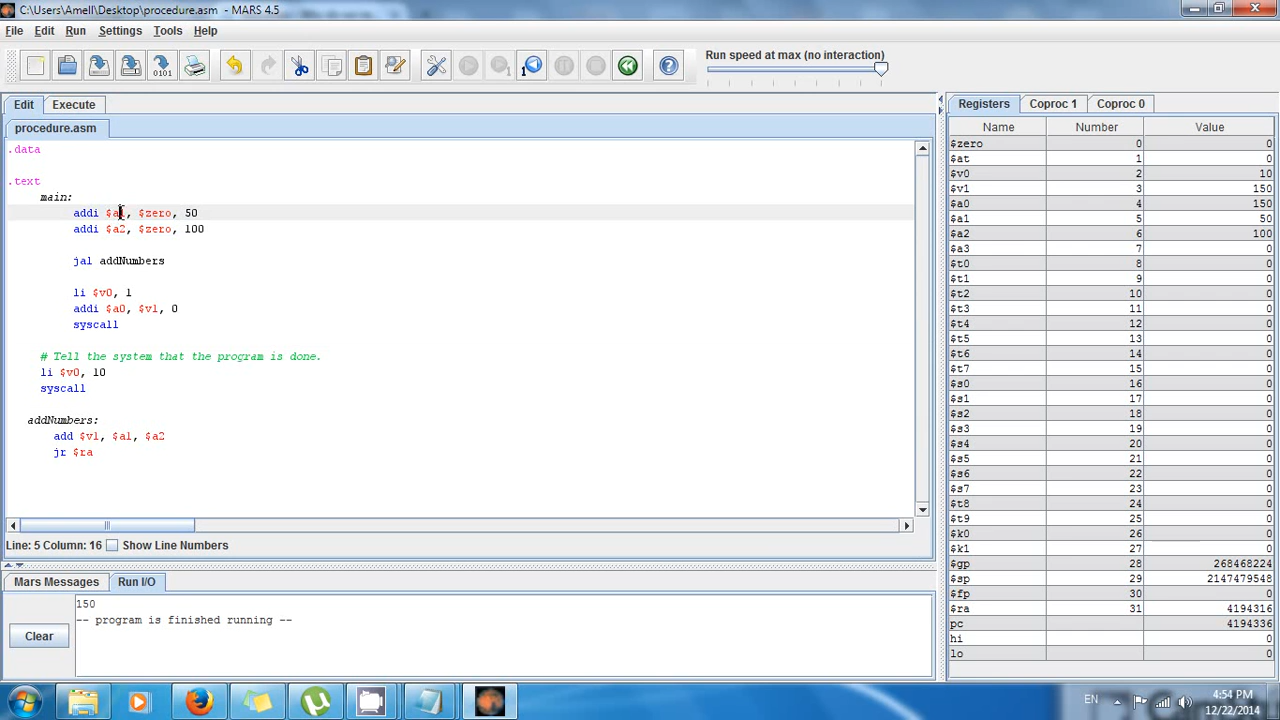 C:\Users\Amell\Desktop\procedure.asm - MARS 4.5
File Edit Run Settings Tools Help
Run speed at max (no interaction)
Edit Execute
procedure.asm
.data
.text
main:
addi $a1, $zero, 50
addi $a2, $zero, 100
jal addNumbers
li $v0, 1
addi $a0, $v1, 0
syscall
# Tell the system that the program is done.
li $v0, 10
syscall
addNumbers:
add $v1, $a1, $a2
jr $ra
Line: 5 Column: 16 Show Line Numbers
Mars Messages Run I/O
150
-- program is finished running --
Clear
Registers Coproc 1 Coproc 0
Name Number Value
$zero 0 0
$at 1 0
$v0 2 10
$v1 3 150
$a0 4 150
$a1 5 50
$a2 6 100
$a3 7 0
$t0 8 0
$t1 9 0
$t2 10 0
$t3 11 0
$t4 12 0
$t5 13 0
$t6 14 0
$t7 15 0
$s0 16 0
$s1 17 0
$s2 18 0
$s3 19 0
$s4 20 0
$s5 21 0
$s6 22 0
$s7 23 0
$t8 24 0
$t9 25 0
$k0 26 0
$k1 27 0
$gp 28 268468224
$sp 29 2147479548
$fp 30 0
$ra 31 4194316
pc 4194336
hi 0
lo 0
EN
4:54 PM
12/22/2014